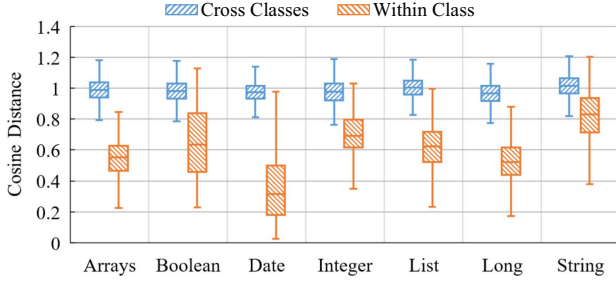 Cross Classes Within Class
1.4
1.2
1
0.8
0.6
0.4
0.2
0
Cosine Distance
Arrays Boolean Date Integer List Long String